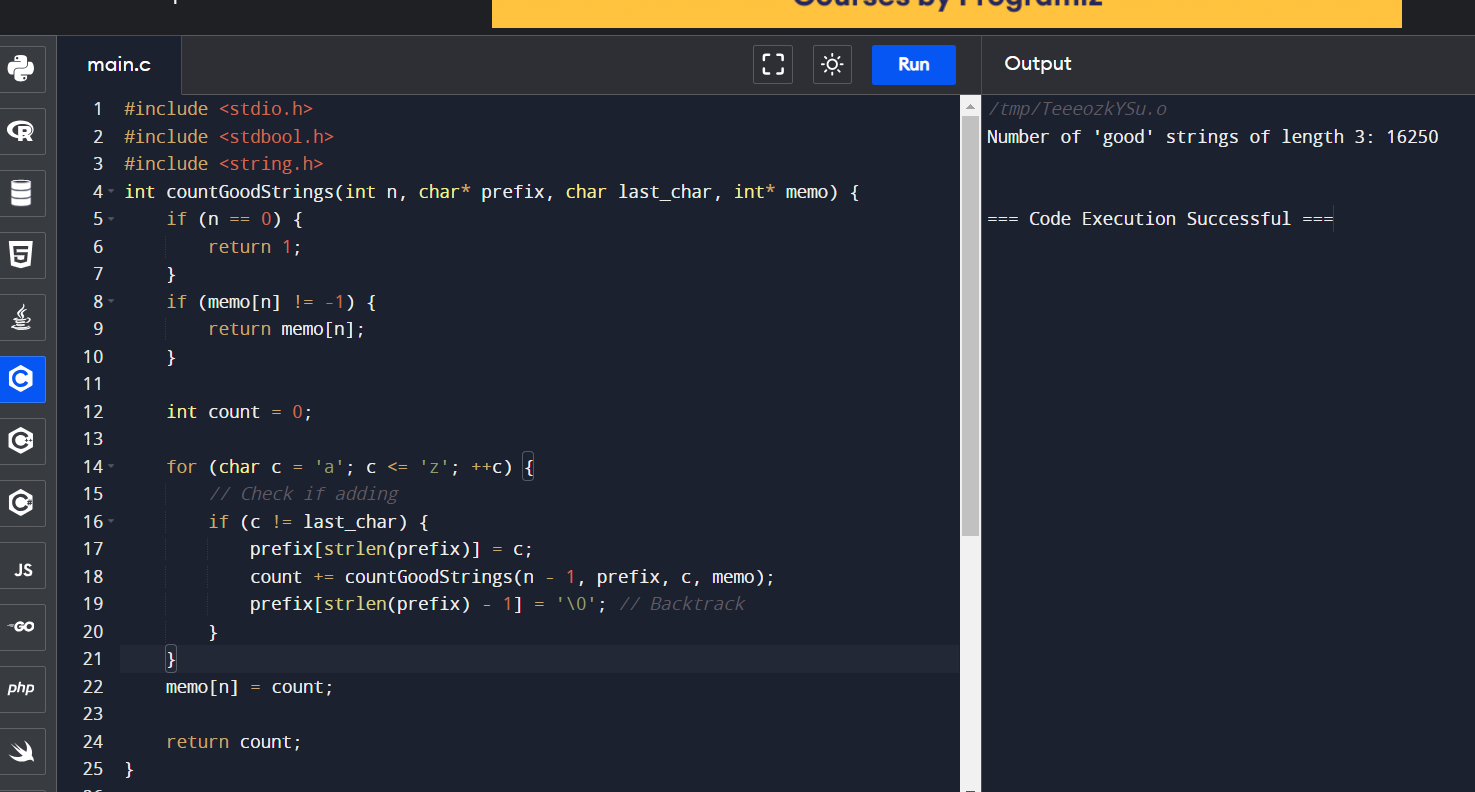 Courses by Programiz
main.c
Run
Output
1 #include <stdio.h>
2 #include <stdbool.h>
3 #include <string.h>
4 int countGoodStrings(int n, char* prefix, char last_char, int* memo) {
5     if (n == 0) {
6         return 1;
7     }
8     if (memo[n] != -1) {
9         return memo[n];
10     }
11
12     int count = 0;
13
14     for (char c = 'a'; c <= 'z'; ++c) {
15         // Check if adding
16         if (c != last_char) {
17             prefix[strlen(prefix)] = c;
18             count += countGoodStrings(n - 1, prefix, c, memo);
19             prefix[strlen(prefix) - 1] = '\0'; // Backtrack
20         }
21     }
22     memo[n] = count;
23
24     return count;
25 }
/tmp/TeeeozkYSu.o
Number of 'good' strings of length 3: 16250
=== Code Execution Successful ===
R
5
C
C
C
JS
GO
php